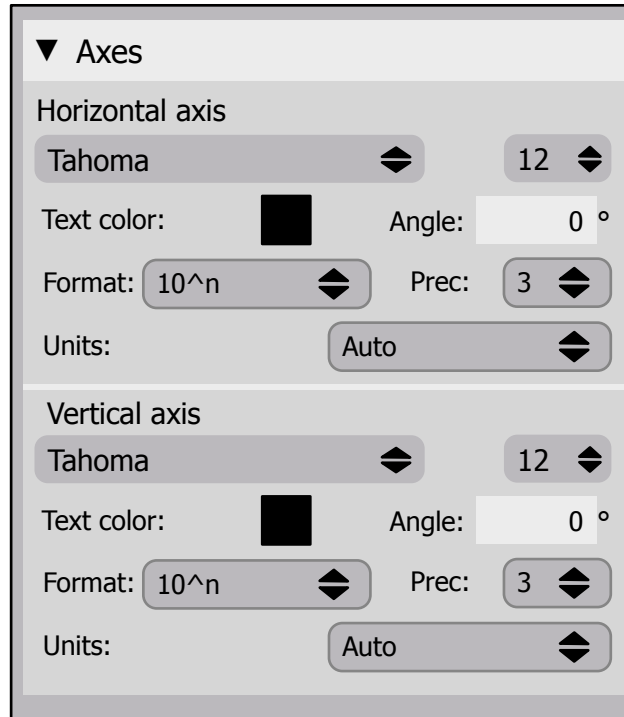 Axes
Horizontal axis
Tahoma 12
Text color: Angle: 0 °
Format: 10^n Prec: 3
Units: Auto
Vertical axis
Tahoma 12
Text color: Angle: 0 °
Format: 10^n Prec: 3
Units: Auto